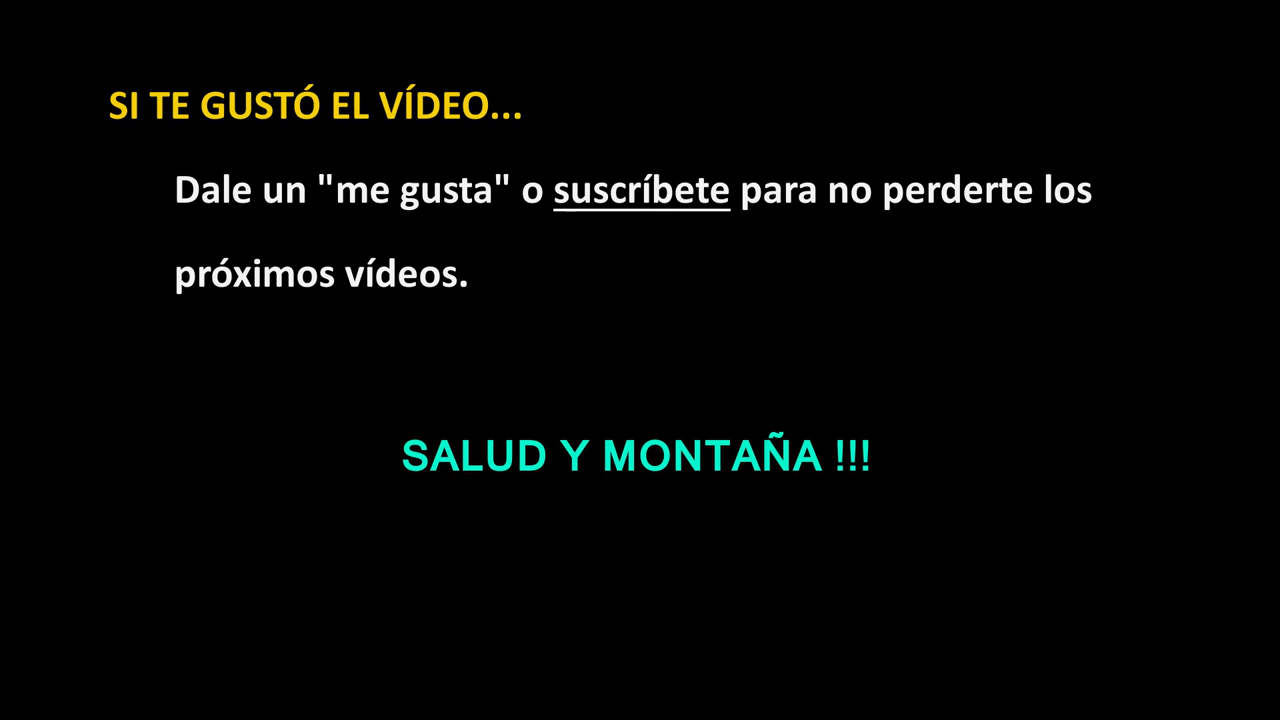 SI TE GUSTÓ EL VÍDEO...
Dale un "me gusta" o suscríbete para no perderte los
próximos vídeos.
SALUD Y MONTAÑA !!!